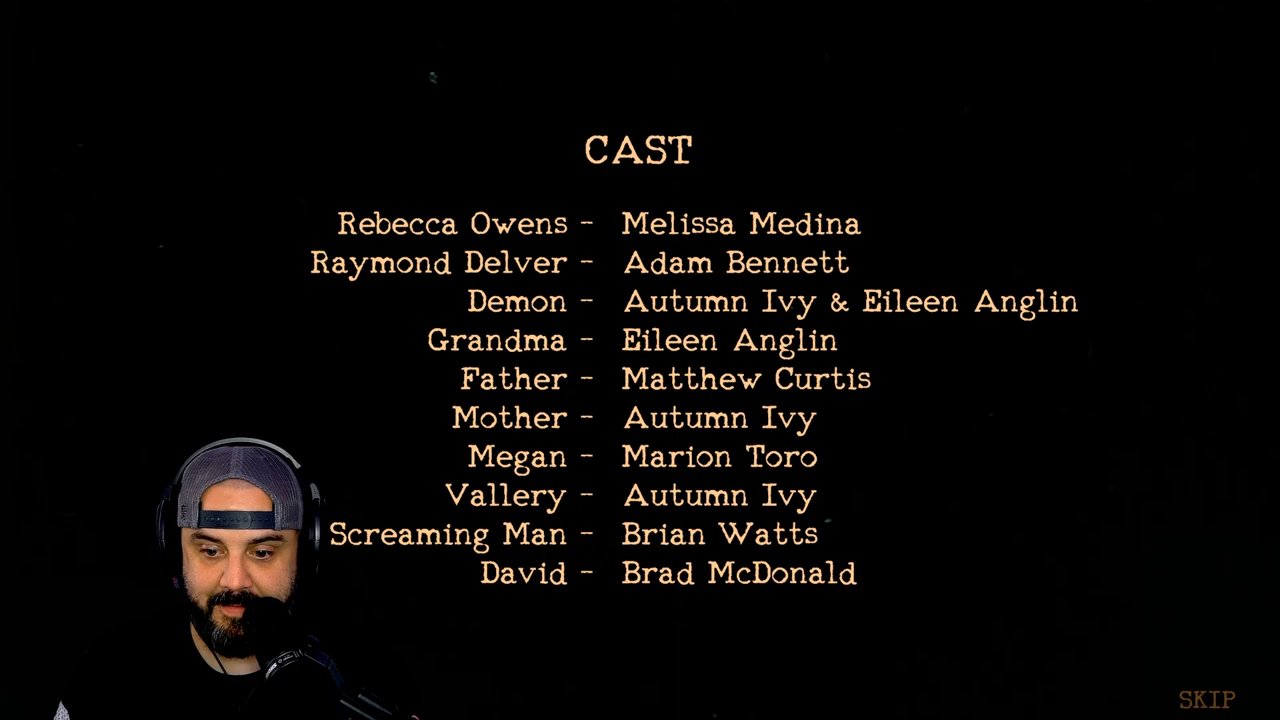 CAST
Rebecca Owens - Melissa Medina
Raymond Delver - Adam Bennett
Demon - Autumn Ivy & Eileen Anglin
Grandma - Eileen Anglin
Father - Matthew Curtis
Mother - Autumn Ivy
Megan - Marion Toro
Vallery - Autumn Ivy
Screaming Man - Brian Watts
David - Brad McDonald
SKIP